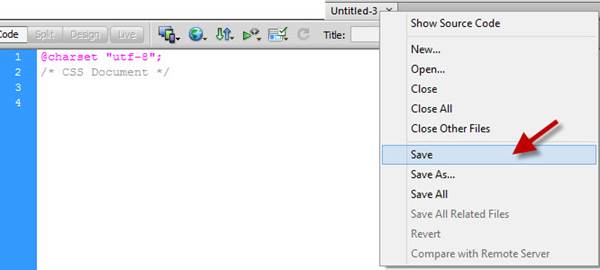 Untitled-3 ×
Code Split Design Live Title:
1 @charset "utf-8";
2 /* CSS Document */
3
4
Show Source Code
New...
Open...
Close
Close All
Close Other Files
Save
Save As...
Save All
Save All Related Files
Revert
Compare with Remote Server